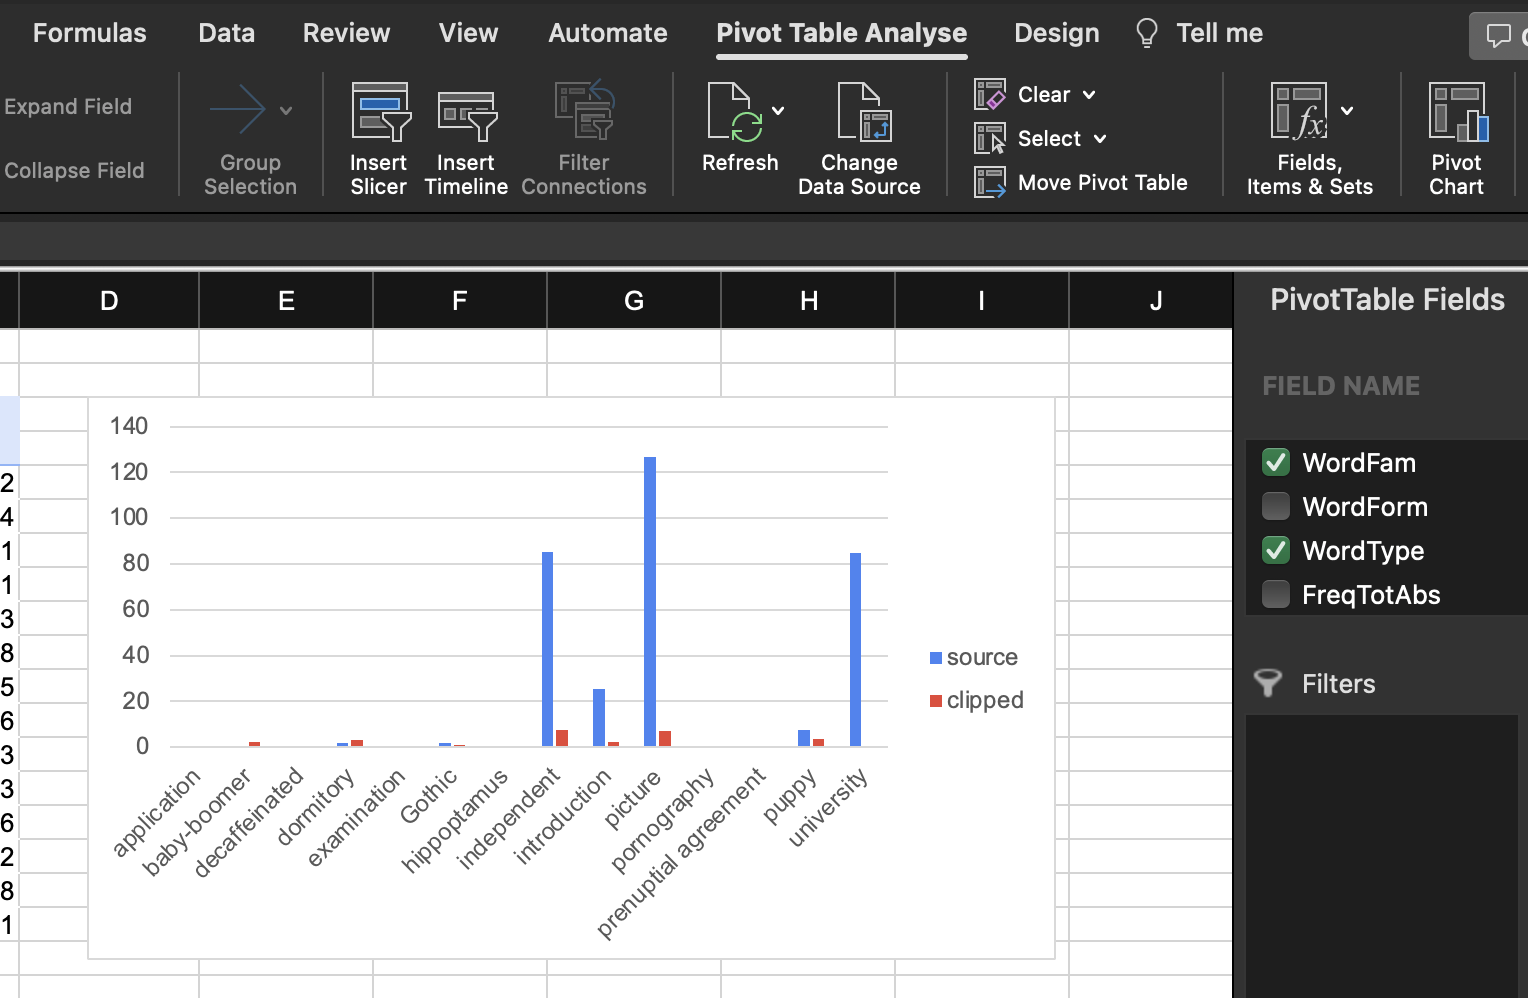 Formulas Data Review View Automate Pivot Table Analyse Design Tell me
Expand Field
Collapse Field
Group
Selection
Insert
Slicer
Insert
Timeline
Filter
Connections
Refresh
Change
Data Source
Clear
Select
Move Pivot Table
Fields,
Items & Sets
Pivot
Chart
D E F G H I J
2
4
1
1
3
8
5
6
3
3
6
2
8
1
140
120
100
80
60
40
20
0
application
baby-boomer
decaffeinated
dormitory
examination
Gothic
hippoptamus
independent
introduction
picture
pornography
prenuptial agreement
puppy
university
source
clipped
PivotTable Fields
FIELD NAME
WordFam
WordForm
WordType
FreqTotAbs
Filters